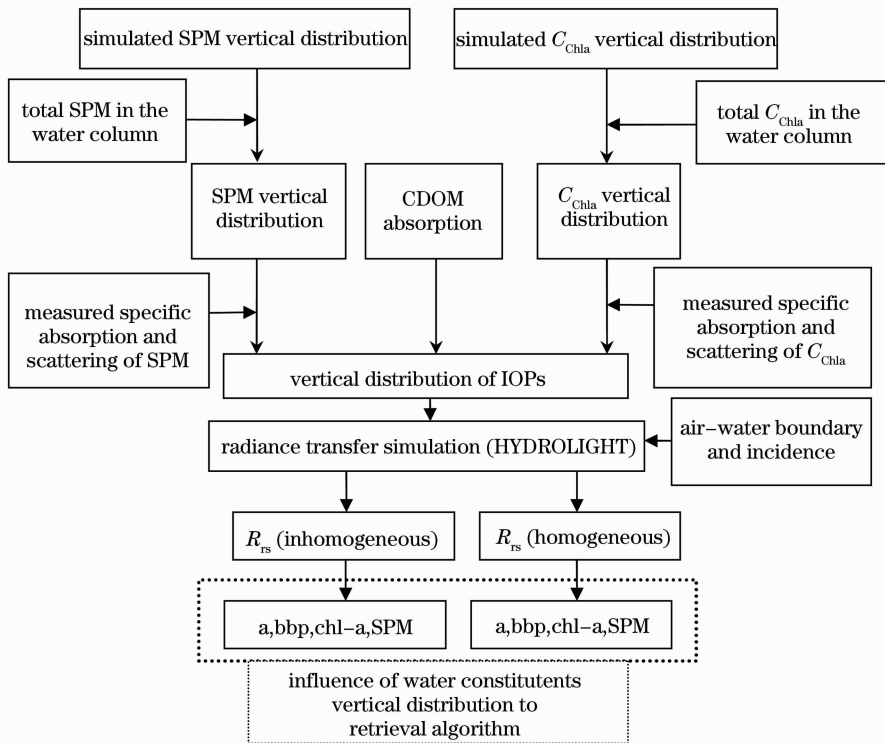 simulated SPM vertical distribution
simulated C_Chla vertical distribution
total SPM in the
water column
total C_Chla in the
water column
SPM vertical
distribution
CDOM
absorption
C_Chla vertical
distribution
measured specific
absorption and
scattering of SPM
measured specific
absorption and
scattering of C_Chla
vertical distribution of IOPs
radiance transfer simulation (HYDROLIGHT)
air-water boundary
and incidence
R_rs (inhomogeneous)
R_rs (homogeneous)
a,bbp,chl-a,SPM
a,bbp,chl-a,SPM
influence of water constitutents
vertical distribution to
retrieval algorithm